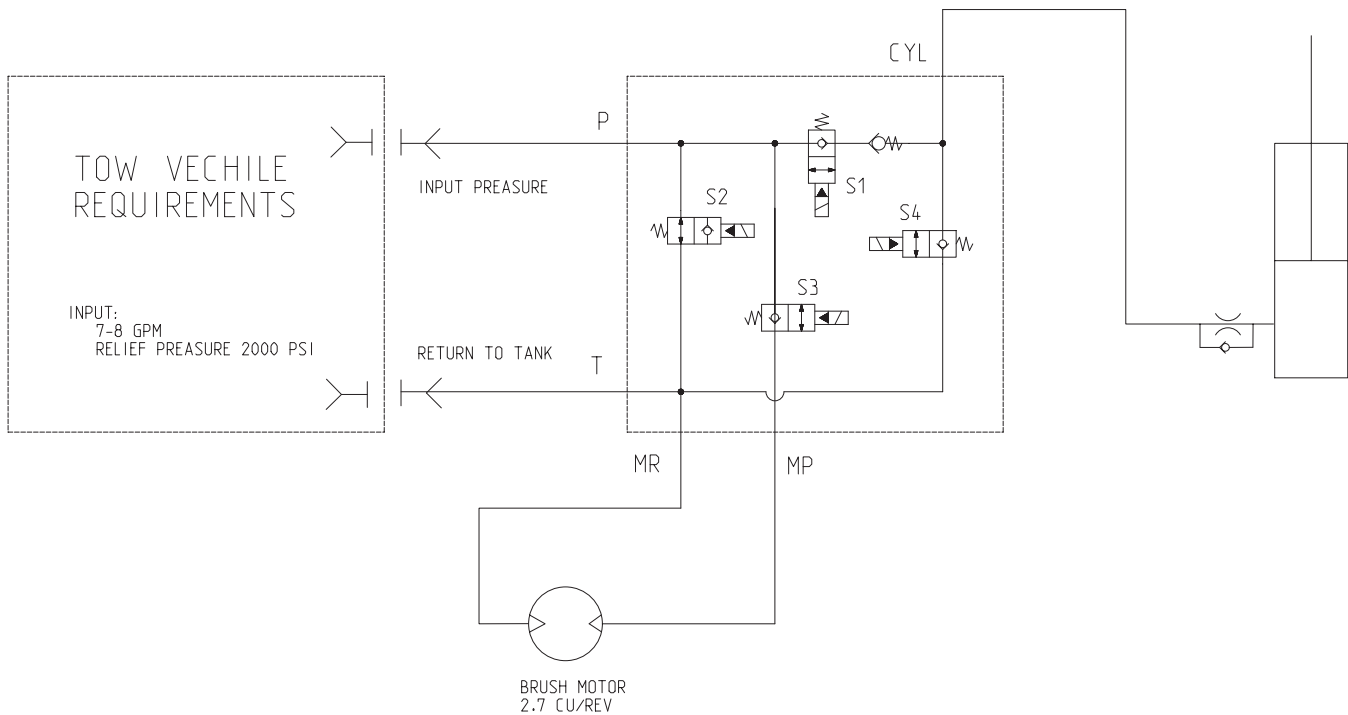 CYL
TOW VECHILE
REQUIREMENTS
P
INPUT PREASURE
S1
S2
S4
S3
INPUT:
7-8 GPM
RELIEF PREASURE 2000 PSI
RETURN TO TANK
T
MR
MP
BRUSH MOTOR
2.7 CU/REV